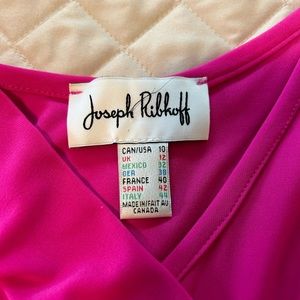 Joseph Ribkoff
CAN/USA 10
UK 12
MEXICO 32
GER 38
FRANCE 40
SPAIN 42
ITALY 44
MADE IN/FAIT AU
CANADA